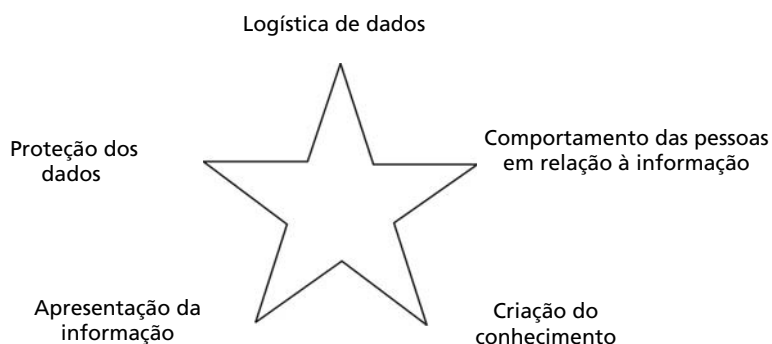 Logística de dados
Proteção dos
dados
Comportamento das pessoas
em relação à informação
Apresentação da
informação
Criação do
conhecimento